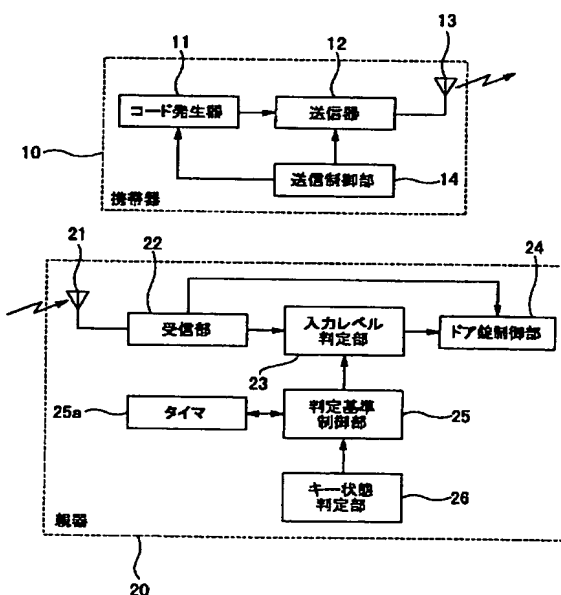 13
11
12
コード発生器
送信器
10
送信制御部
14
携帯器
21
22
24
受信部
入力レベル
判定部
ドア錠制御部
23
25a
タイマ
判定基準
制御部
25
キー状態
判定部
26
親器
20